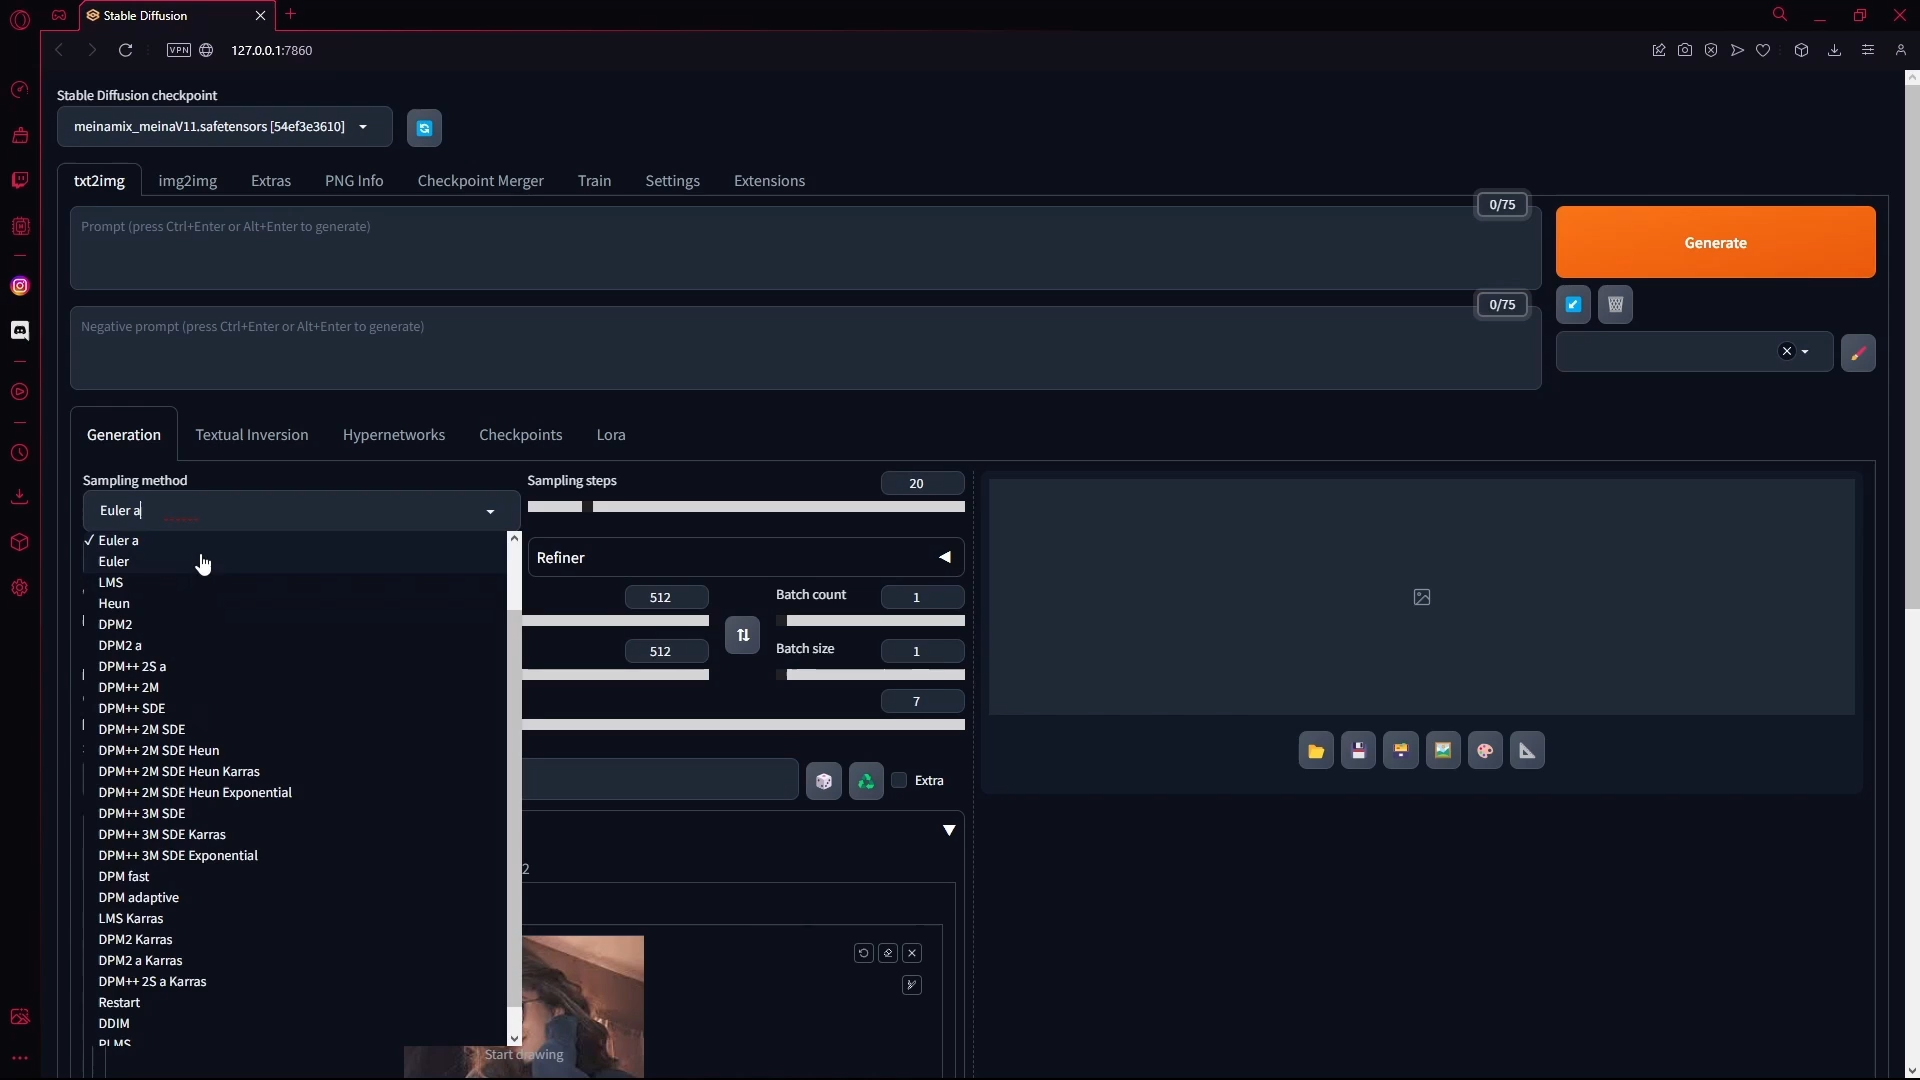 Stable Diffusion
VPN 127.0.0.1:7860
Stable Diffusion checkpoint
meinamix_meinaV11.safetensors [54ef3e3610]
txt2img img2img Extras PNG Info Checkpoint Merger Train Settings Extensions
0/75
Prompt (press Ctrl+Enter or Alt+Enter to generate)
Generate
0/75
Negative prompt (press Ctrl+Enter or Alt+Enter to generate)
Generation Textual Inversion Hypernetworks Checkpoints Lora
Sampling method Sampling steps 20
Euler a
✓ Euler a
Euler
Refiner
LMS
Heun
512 Batch count 1
DPM2
DPM2 a
512 Batch size 1
DPM++ 2S a
DPM++ 2M
7
DPM++ SDE
DPM++ 2M SDE
DPM++ 2M SDE Heun
DPM++ 2M SDE Heun Karras
Extra
DPM++ 2M SDE Heun Exponential
DPM++ 3M SDE
DPM++ 3M SDE Karras
DPM++ 3M SDE Exponential
2
DPM fast
DPM adaptive
LMS Karras
DPM2 Karras
DPM2 a Karras
DPM++ 2S a Karras
Restart
DDIM
PLMS
Start drawing